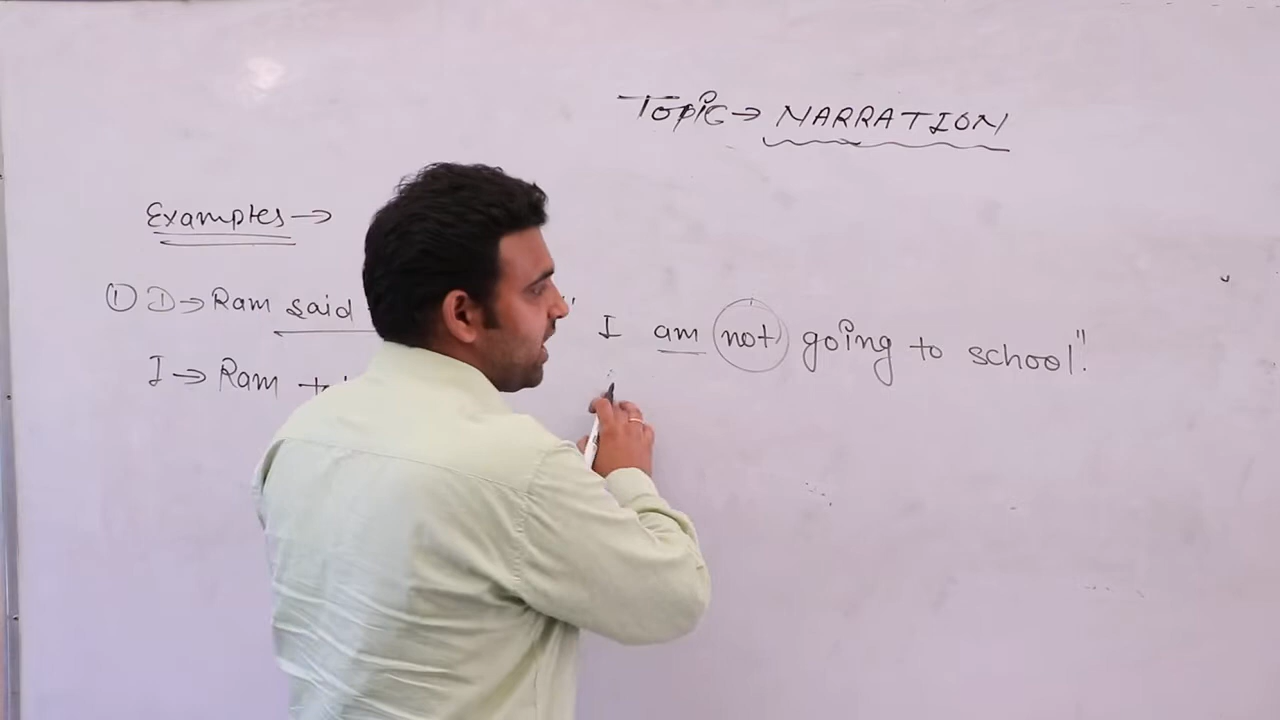 Topic → NARRATION
Examples →
① D → Ram said " I am not going to school".
I → Ram